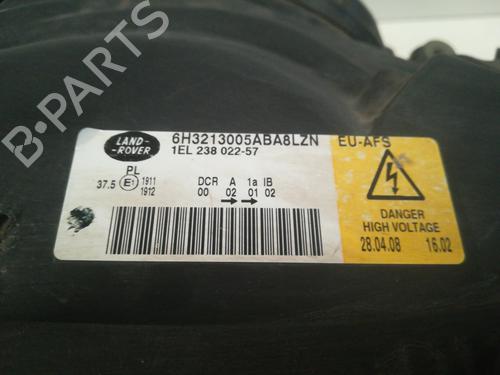 LAND-
-ROVER
6H3213005ABA8LZN
1EL 238 022-57
EU-AFS
PL
37.5 E1 1911
1912
DCR A 1a IB
00 02 01 02
DANGER
HIGH VOLTAGE
28.04.08 16.02
B-PARTS